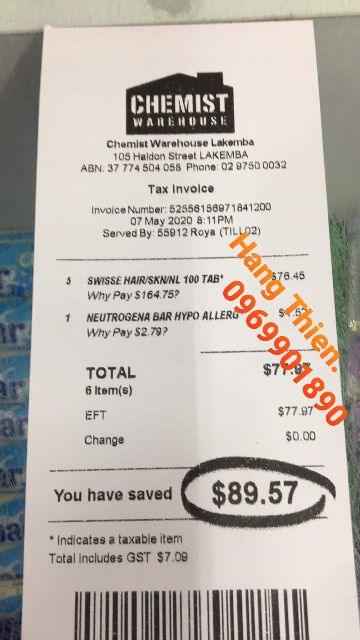 CHEMIST
WAREHOUSE
Chemist Warehouse Lakemba
105 Haldon Street LAKEMBA
ABN: 37 774 504 058 Phone: 02 9750 0032
Tax Invoice
Invoice Number: 52556156971841200
07 May 2020 8:11PM
Served By: 55912 Roya (TILL02)
5 SWISSE HAIR/SKN/NL 100 TAB* $76.45
Why Pay $164.75?
1 NEUTROGENA BAR HYPO ALLERG $1.52
Why Pay $2.79?
TOTAL $77.97
6 Item(s)
EFT $77.97
Change $0.00
You have saved $89.57
* Indicates a taxable item
Total includes GST $7.09
Hang Thien.
0969901890